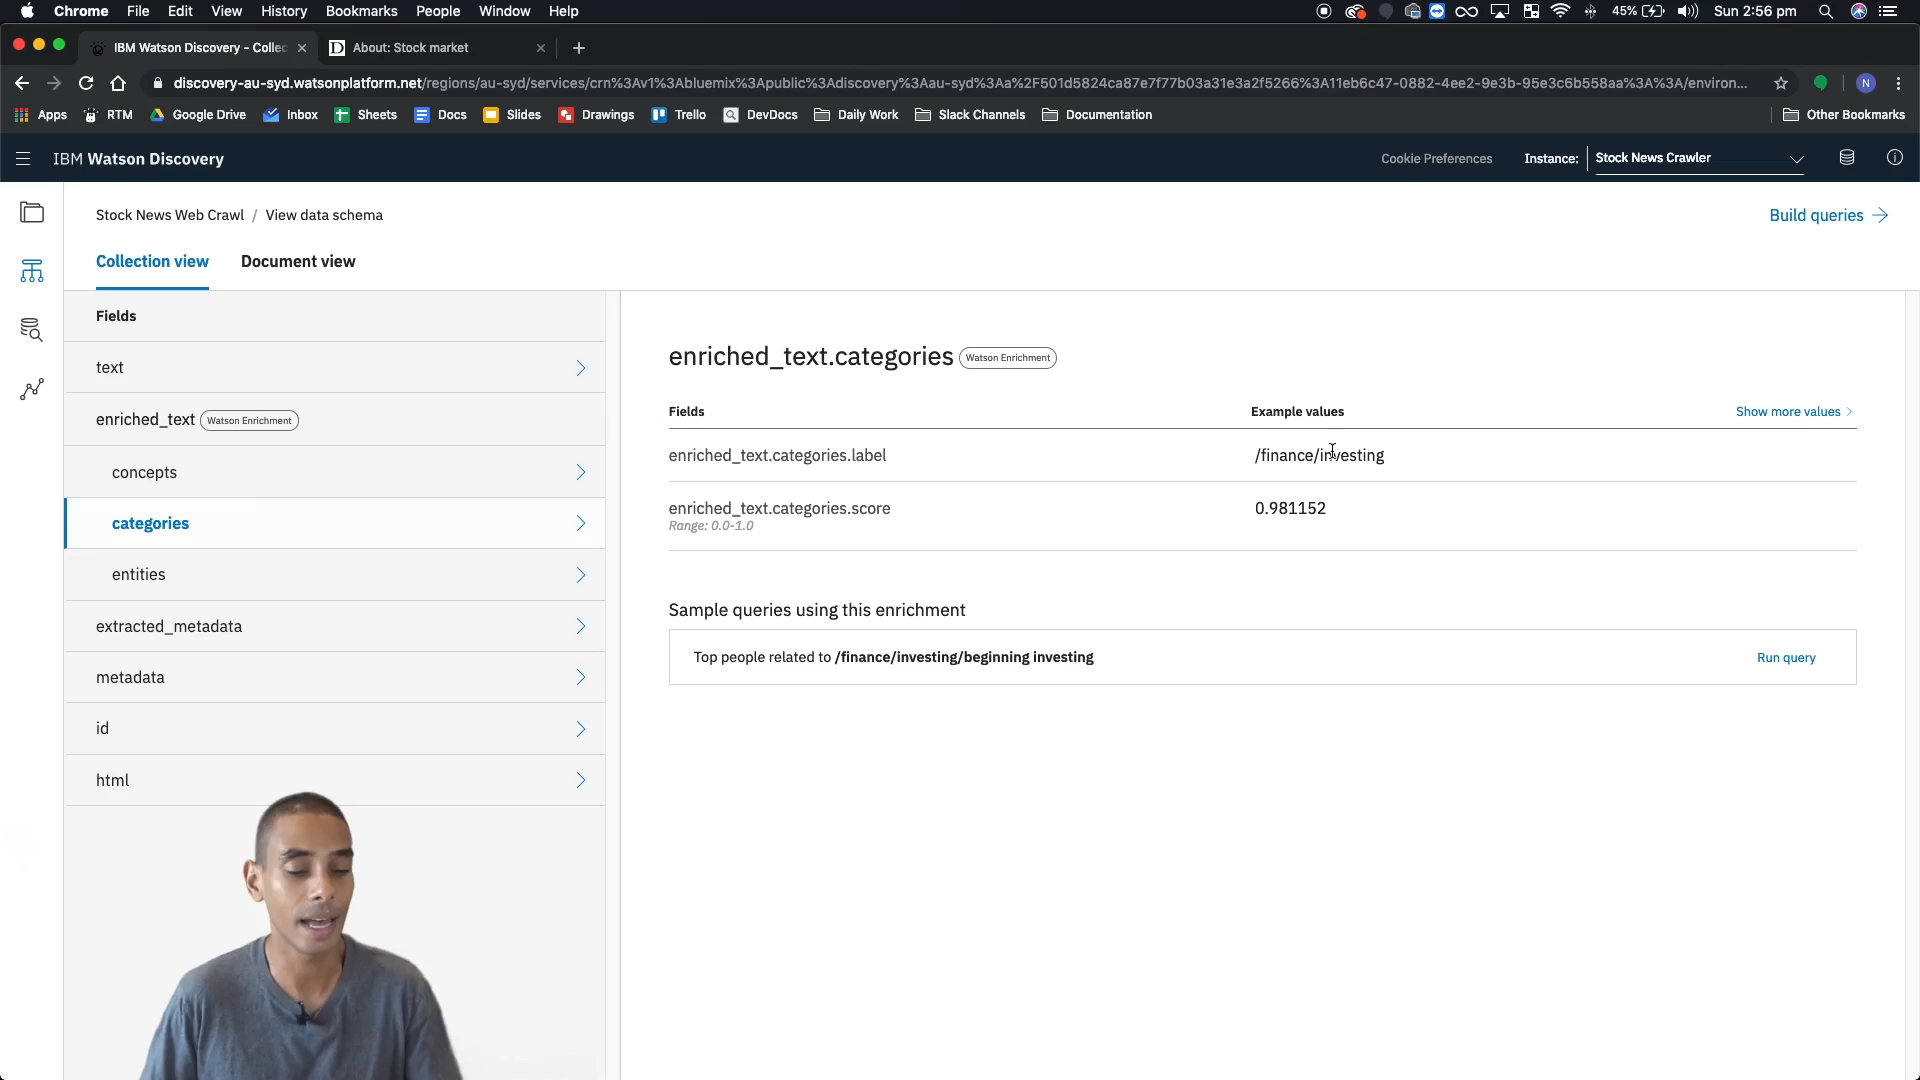 Chrome File Edit View History Bookmarks People Window Help 45% Sun 2:56 pm
IBM Watson Discovery - Collec About: Stock market
discovery-au-syd.watsonplatform.net/regions/au-syd/services/crn%3Av1%3Abluemix%3Apublic%3Adiscovery%3Aau-syd%3Aa%2F501d5824ca87e7f77b03a31e3a2f5266%3A11eb6c47-0882-4ee2-9e3b-95e3c6b558aa%3A%3A/environ... N
Apps RTM Google Drive Inbox Sheets Docs Slides Drawings Trello DevDocs Daily Work Slack Channels Documentation Other Bookmarks
IBM Watson Discovery Cookie Preferences Instance: Stock News Crawler
Stock News Web Crawl / View data schema Build queries
Collection view Document view
Fields
text
enriched_text Watson Enrichment
concepts
categories
entities
extracted_metadata
metadata
id
html
enriched_text.categories Watson Enrichment
Fields Example values Show more values
enriched_text.categories.label /finance/investing
enriched_text.categories.score 0.981152
Range: 0.0-1.0
Sample queries using this enrichment
Top people related to /finance/investing/beginning investing Run query